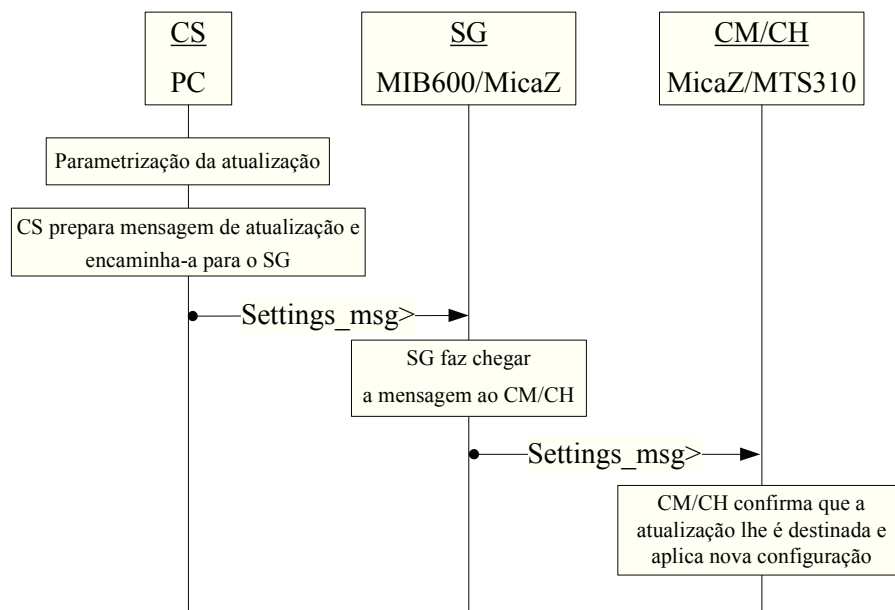 CS
PC
SG
MIB600/MicaZ
CM/CH
MicaZ/MTS310
Parametrização da atualização
CS prepara mensagem de atualização e
encaminha-a para o SG
Settings_msg>
SG faz chegar
a mensagem ao CM/CH
Settings_msg>
CM/CH confirma que a
atualização lhe é destinada e
aplica nova configuração